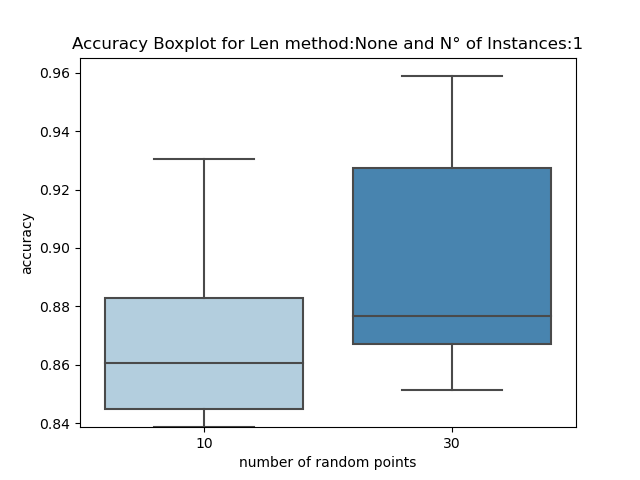 Accuracy Boxplot for Len method:None and N° of Instances:1
0.96
0.94
0.92
0.90
0.88
0.86
0.84
accuracy
10 30
number of random points